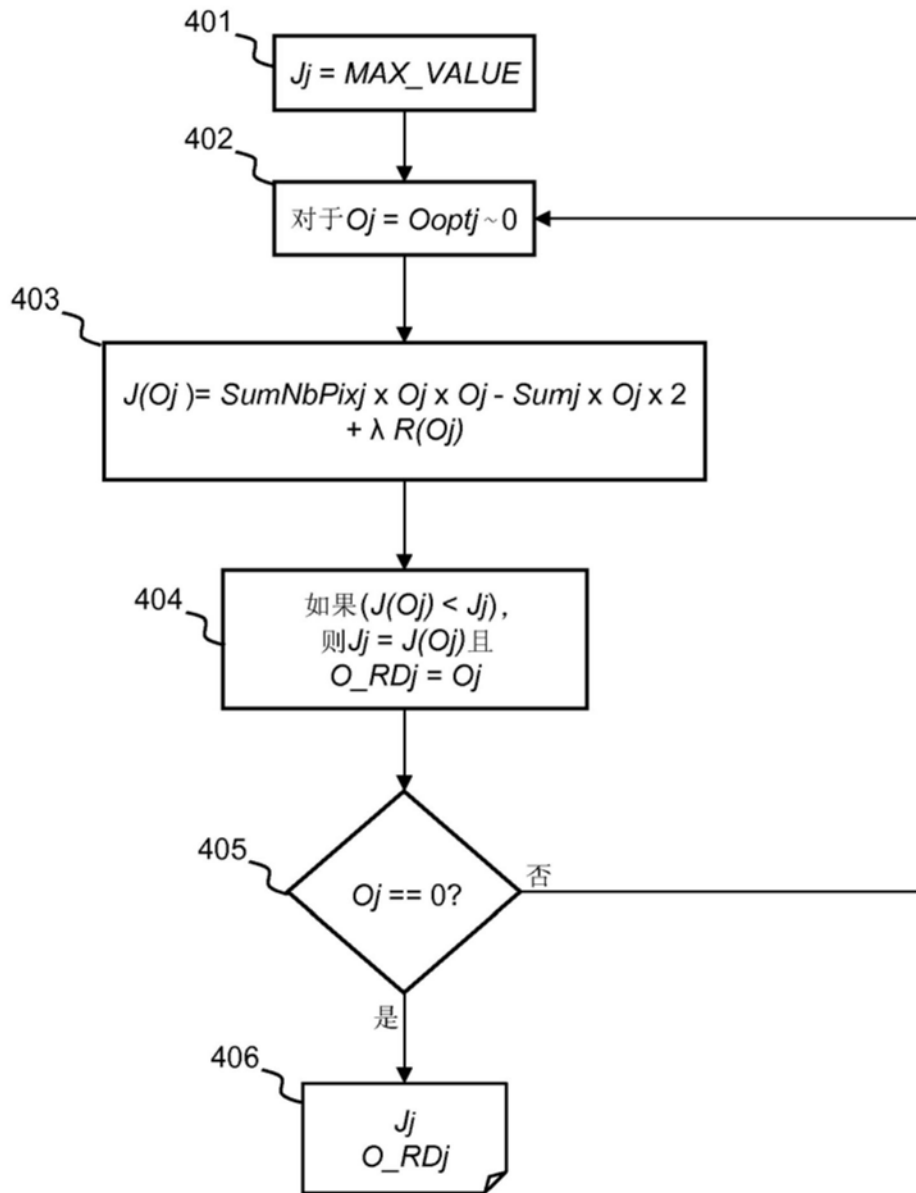 401
Jj = MAX_VALUE
402
对于Oj = Ooptj ~ 0
403
J(Oj )= SumNbPixj x Oj x Oj - Sumj x Oj x 2
+ λ R(Oj)
404
如果(J(Oj) < Jj),
则Jj = J(Oj)且
O_RDj = Oj
405
Oj == 0?
否
是
406
Jj
O_RDj